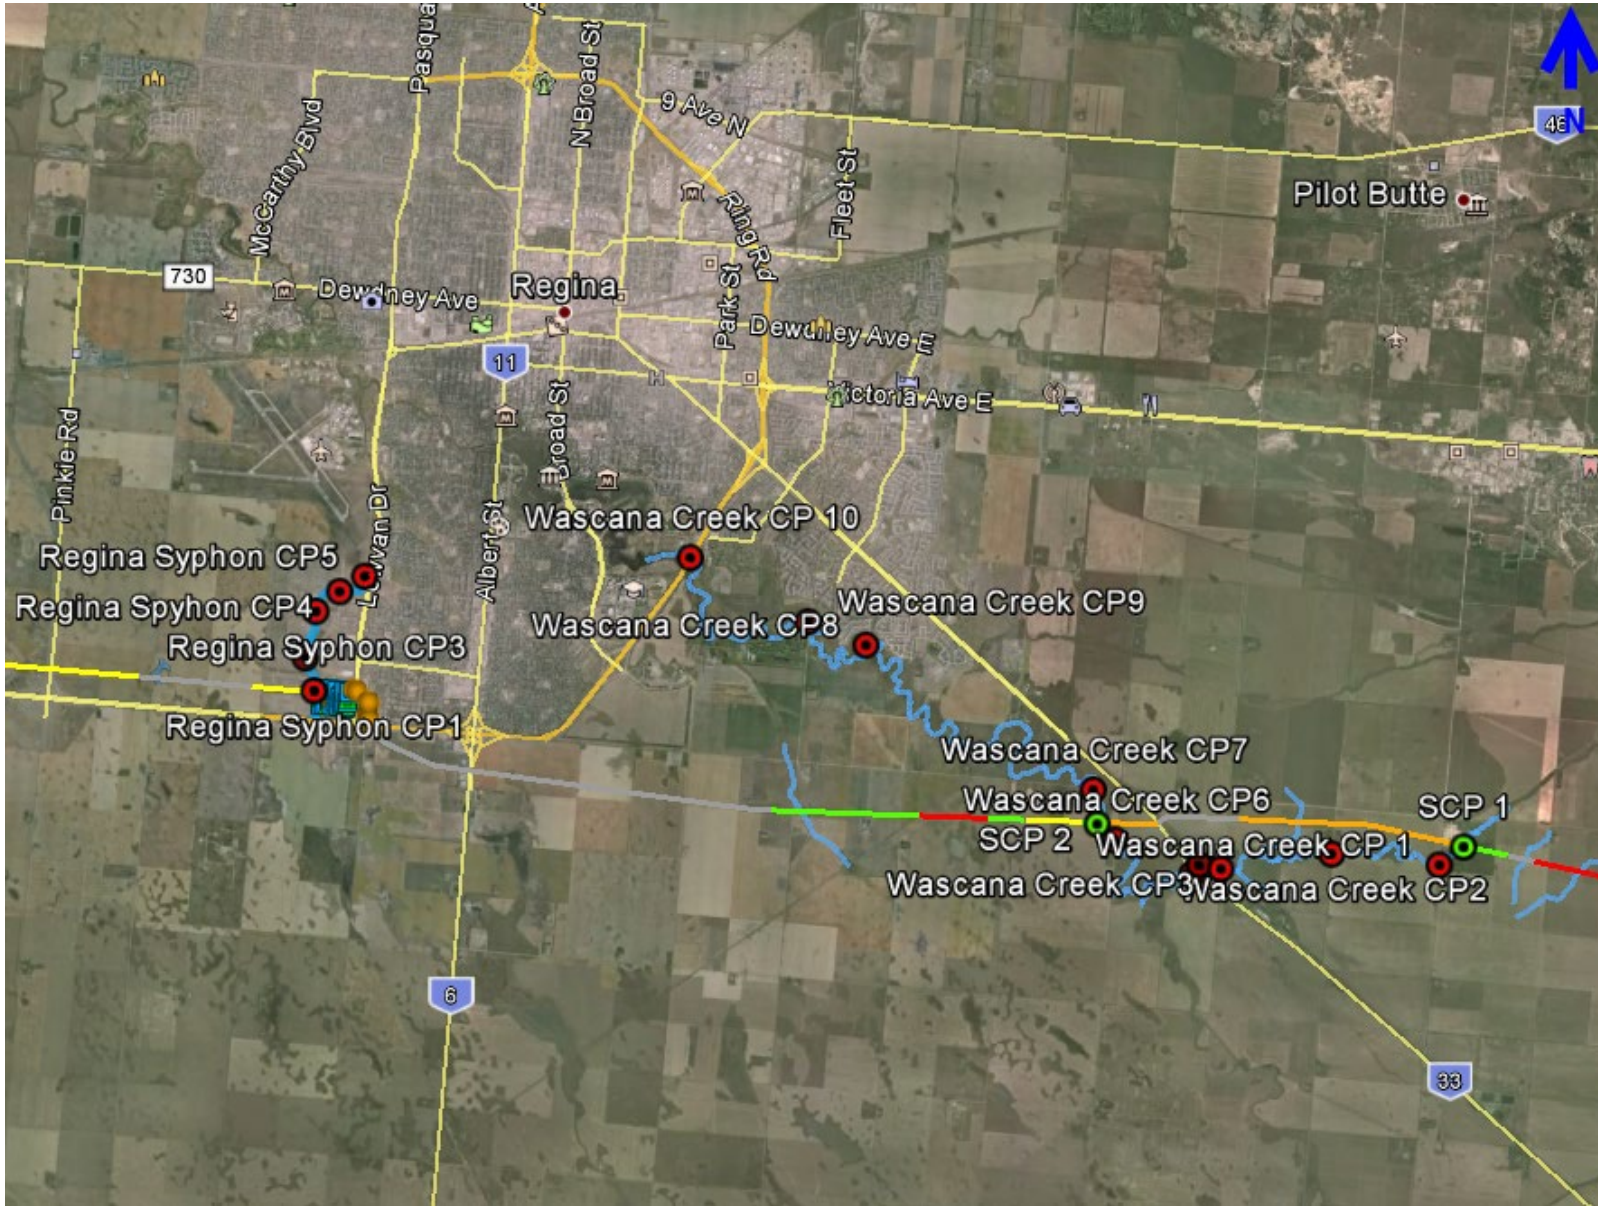 Pasqua
N Broad St
9 Ave N
McCarthy Blvd
46
N
Fleet St
Pilot Butte
Ring Rd
730
Dewdney Ave
Regina
Park St
Dewdney Ave E
11
Victoria Ave E
Broad St
Pinkie Rd
Lewvan Dr
Albert St
Wascana Creek CP 10
Regina Syphon CP5
Regina Spyhon CP4
Wascana Creek CP9
Wascana Creek CP8
Regina Syphon CP3
Regina Syphon CP1
Wascana Creek CP7
Wascana Creek CP6
SCP 1
SCP 2
Wascana Creek CP 1
Wascana Creek CP3
Wascana Creek CP2
6
33